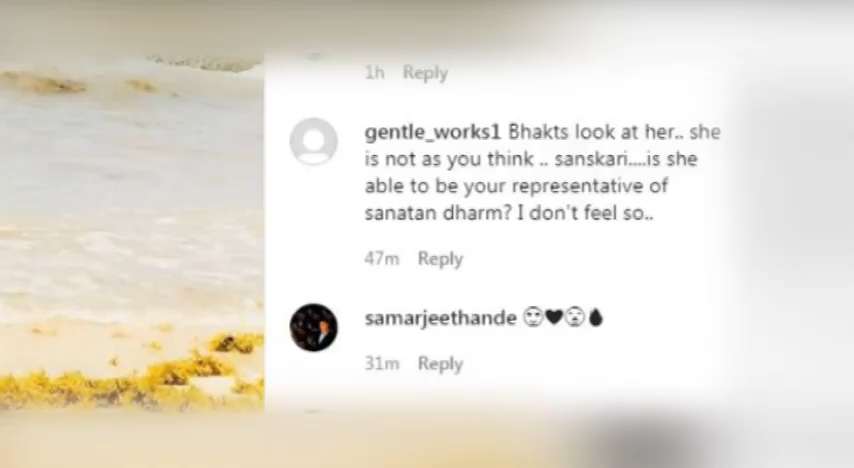 1h Reply
gentle_works1 Bhakts look at her.. she
is not as you think .. sanskari....is she
able to be your representative of
sanatan dharm? I don't feel so..
47m Reply
samarjeethande 😍🖤😍🔥
31m Reply